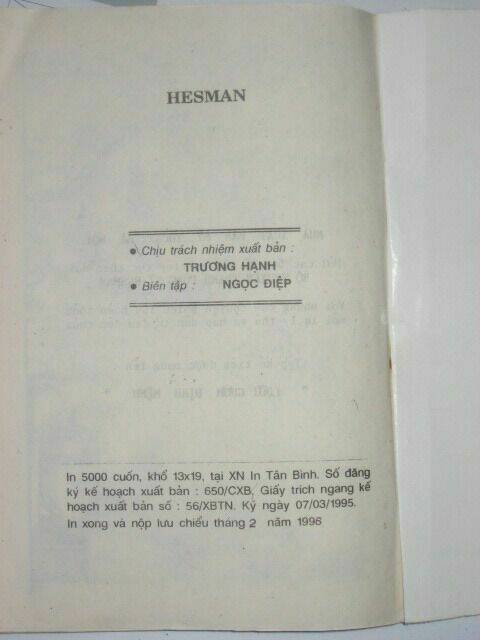 HESMAN
• Chịu trách nhiệm xuất bản :
TRƯƠNG HẠNH
• Biên tập : NGỌC ĐIỆP
In 5000 cuốn, khổ 13x19, tại XN In Tân Bình. Số đăng
ký kế hoạch xuất bản : 650/CXB, Giấy trích ngang kế
hoạch xuất bản số : 56/XBTN. Ký ngày 07/03/1995.
In xong và nộp lưu chiểu tháng 2 năm 1996